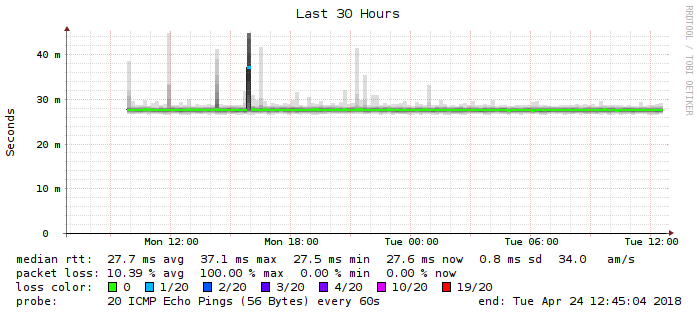 Last 30 Hours
RRDTOOL / TOBI OETIKER
Seconds
40 m
30 m
20 m
10 m
0
Mon 12:00 Mon 18:00 Tue 00:00 Tue 06:00 Tue 12:00
median rtt: 27.7 ms avg 37.1 ms max 27.5 ms min 27.6 ms now 0.8 ms sd 34.0 am/s
packet loss: 10.39 % avg 100.00 % max 0.00 % min 0.00 % now
loss color: 0 1/20 2/20 3/20 4/20 10/20 19/20
probe: 20 ICMP Echo Pings (56 Bytes) every 60s end: Tue Apr 24 12:45:04 2018